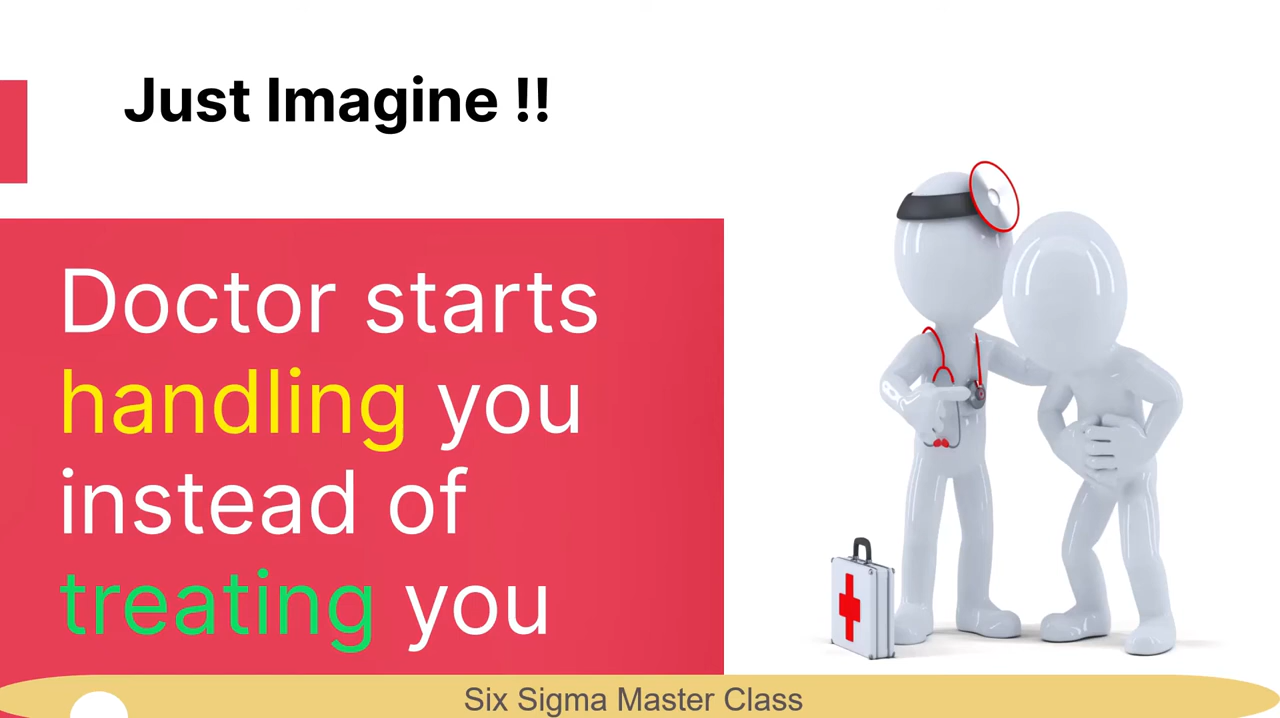 Just Imagine !!
Doctor starts
handling you
instead of
treating you
Six Sigma Master Class